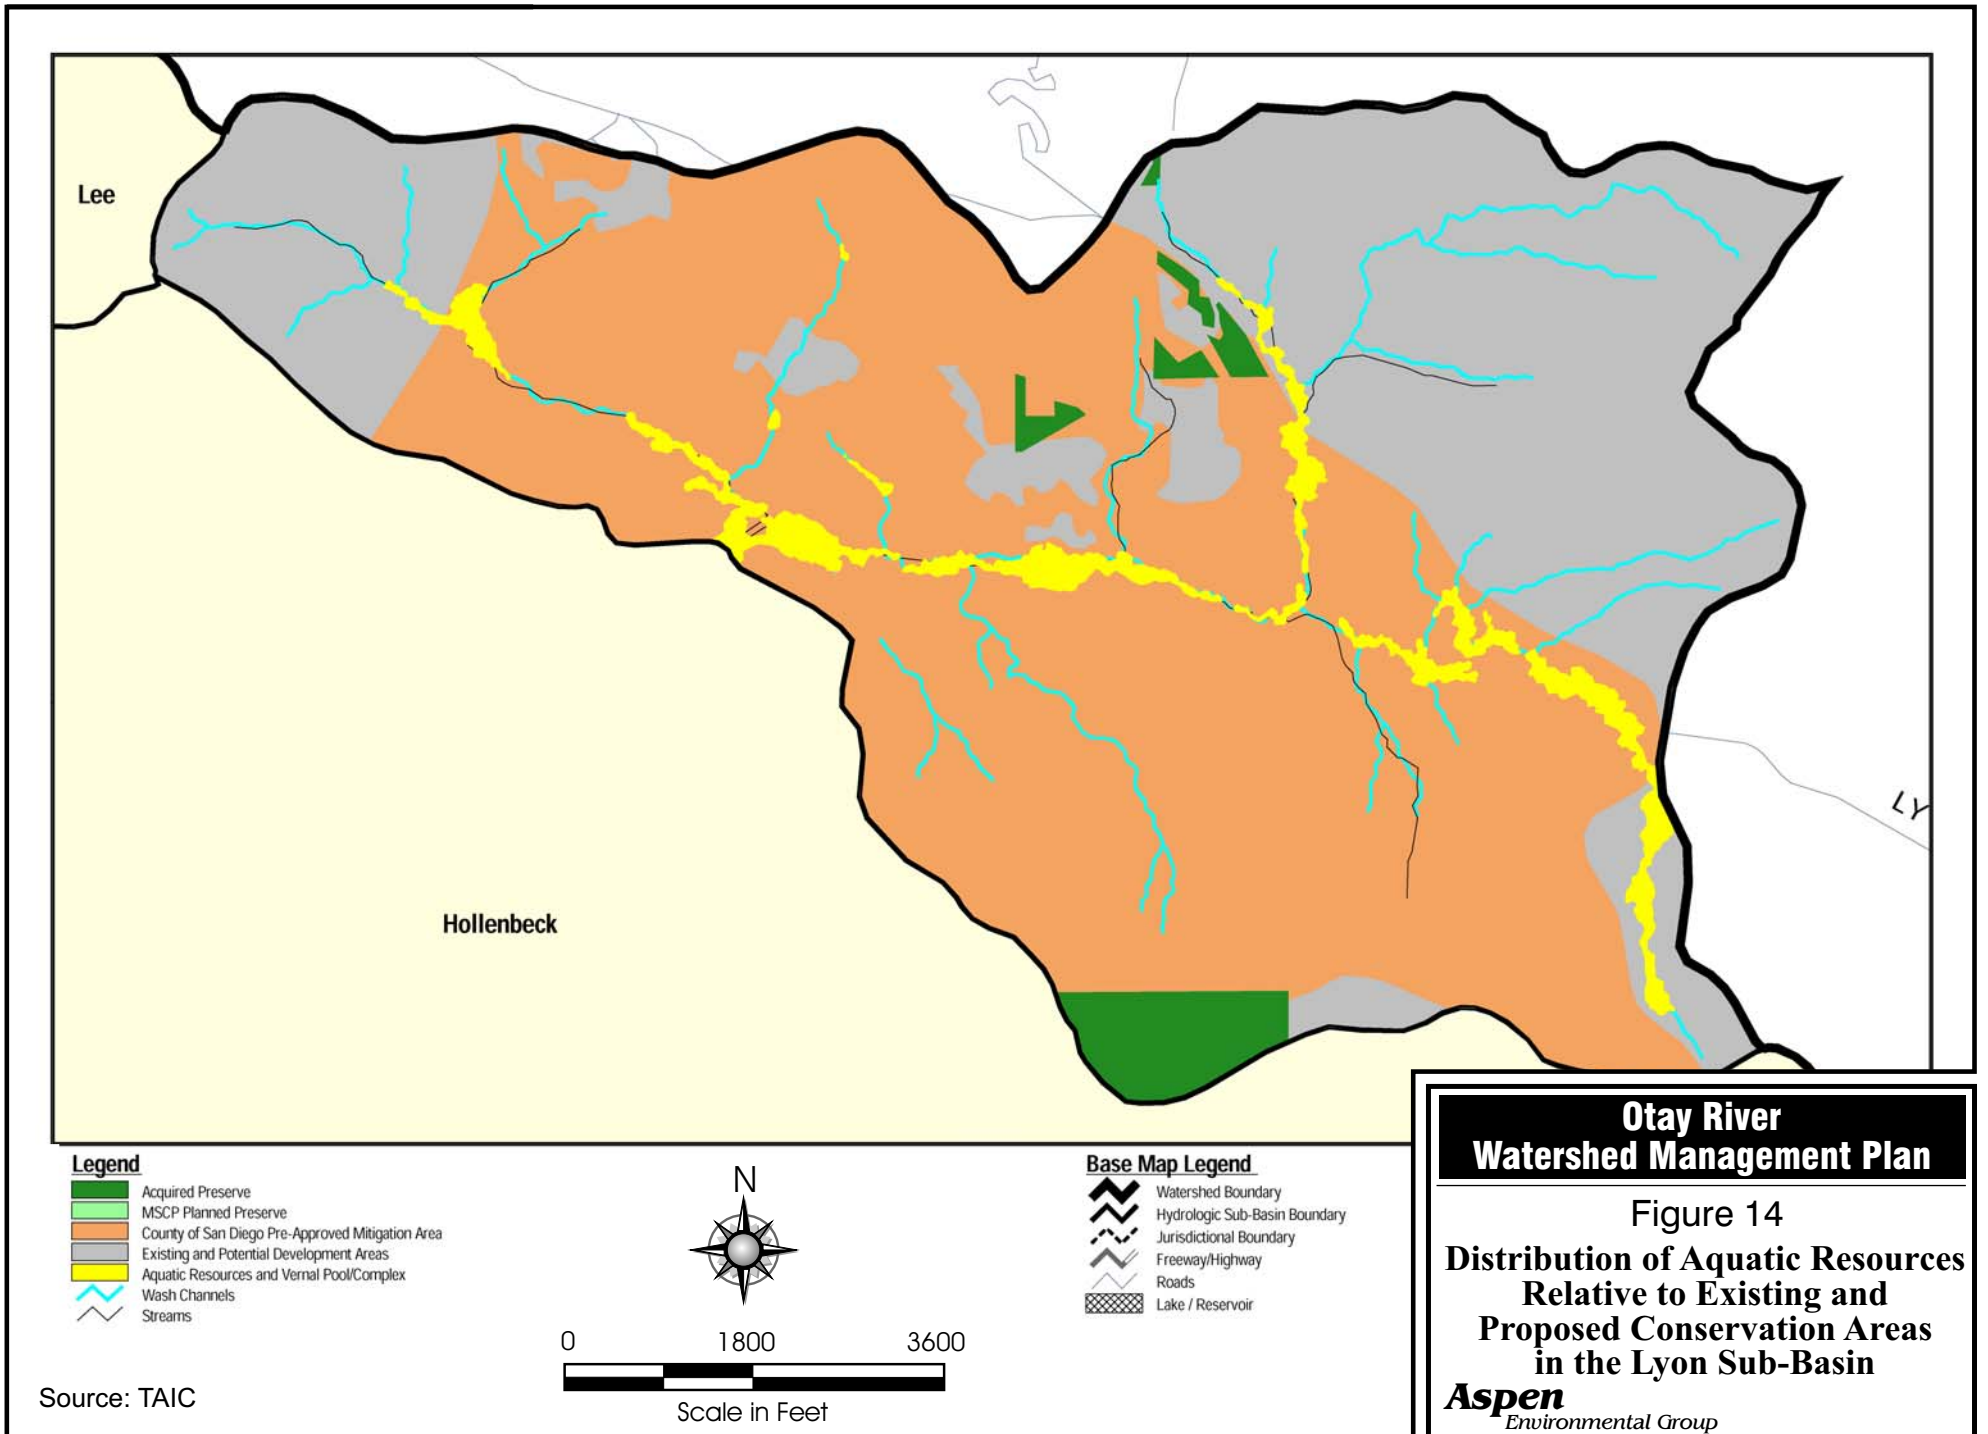 Lee
Hollenbeck
LY
Legend
Acquired Preserve
MSCP Planned Preserve
County of San Diego Pre-Approved Mitigation Area
Existing and Potential Development Areas
Aquatic Resources and Vernal Pool/Complex
Wash Channels
Streams
N
0 1800 3600
Scale in Feet
Source: TAIC
Base Map Legend
Watershed Boundary
Hydrologic Sub-Basin Boundary
Jurisdictional Boundary
Freeway/Highway
Roads
Lake / Reservoir
Otay River
Watershed Management Plan
Figure 14
Distribution of Aquatic Resources
Relative to Existing and
Proposed Conservation Areas
in the Lyon Sub-Basin
Aspen
Environmental Group